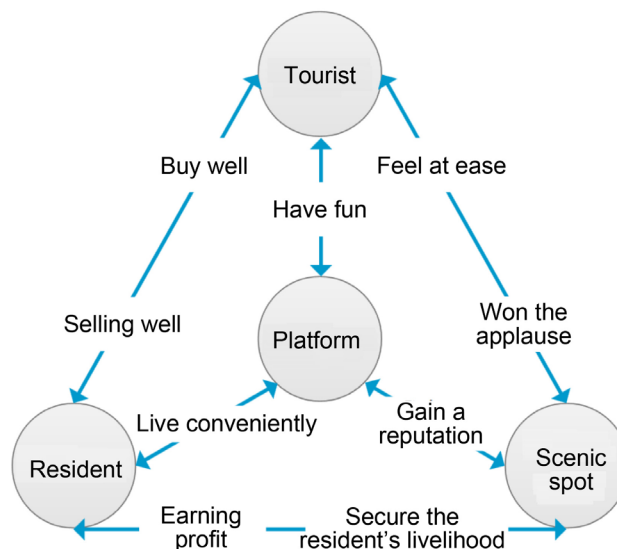 Tourist
Buy well
Feel at ease
Have fun
Selling well
Platform
Won the
applause
Live conveniently
Gain a
reputation
Resident
Scenic
spot
Earning
profit
Secure the
resident's livelihood